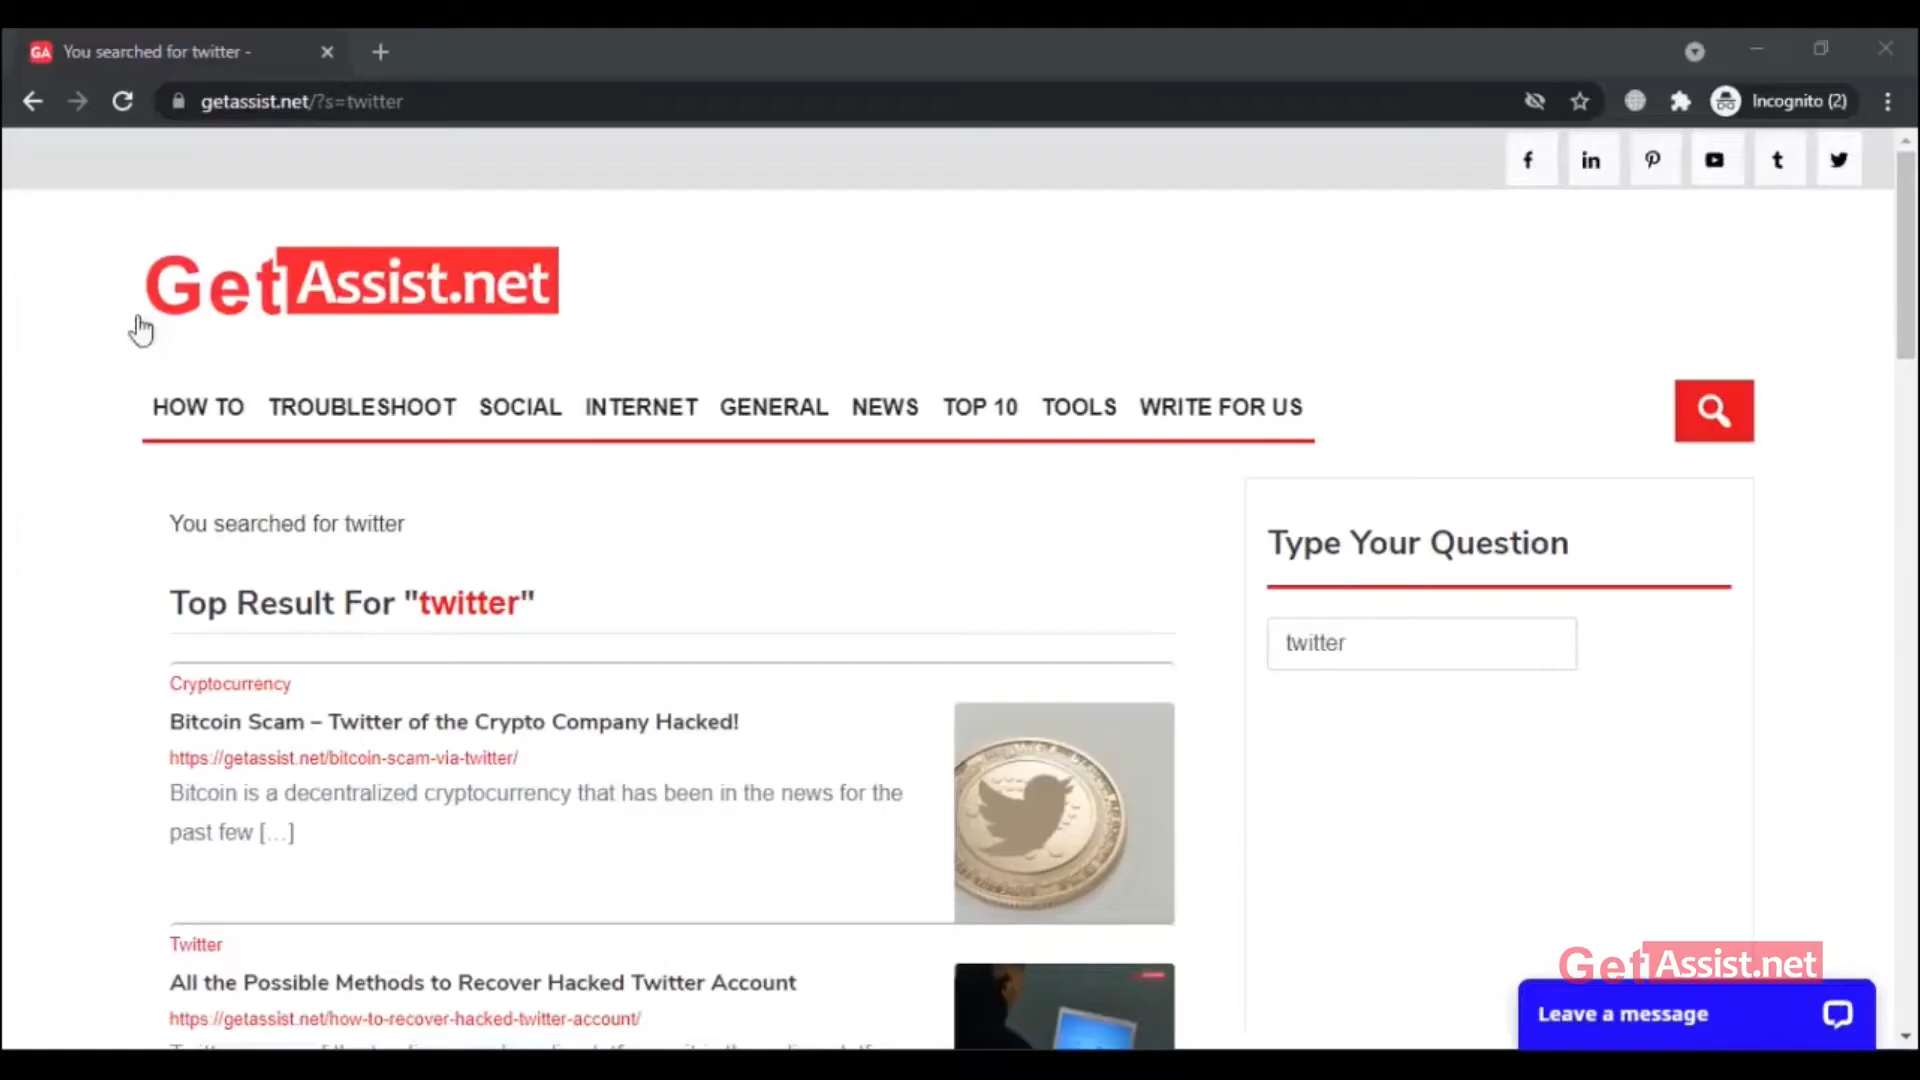 GA You searched for twitter -
getassist.net/?s=twitter
Incognito (2)
GetAssist.net
HOW TO TROUBLESHOOT SOCIAL INTERNET GENERAL NEWS TOP 10 TOOLS WRITE FOR US
You searched for twitter
Top Result For "twitter"
Cryptocurrency
Bitcoin Scam – Twitter of the Crypto Company Hacked!
https://getassist.net/bitcoin-scam-via-twitter/
Bitcoin is a decentralized cryptocurrency that has been in the news for the
past few [...]
Twitter
All the Possible Methods to Recover Hacked Twitter Account
https://getassist.net/how-to-recover-hacked-twitter-account/
Type Your Question
twitter
GetAssist.net
Leave a message